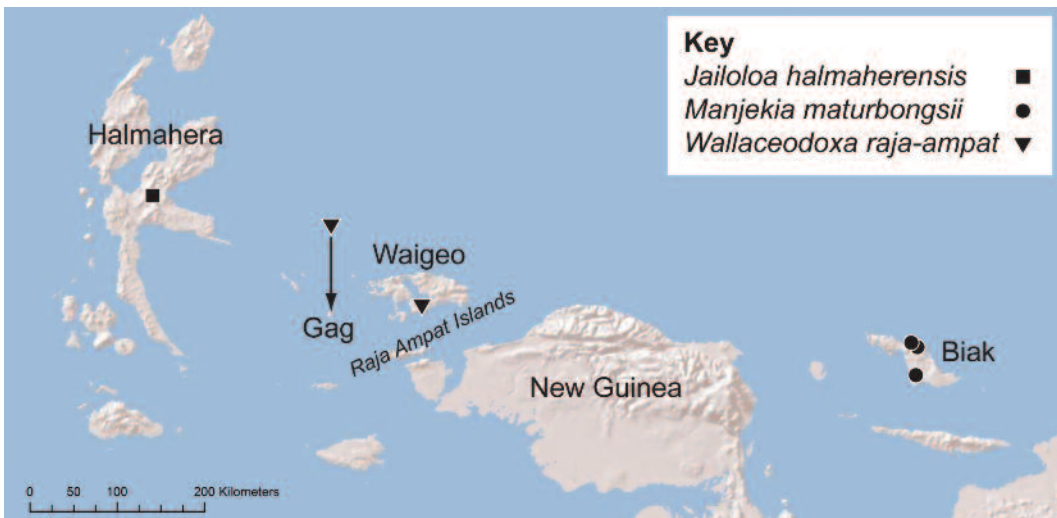 Key
Jailoloa halmaherensis
Manjekia maturbongsii
Wallaceodoxa raja-ampat
Halmahera
Waigeo
Gag
Raja Ampat Islands
Biak
New Guinea
0 50 100 200 Kilometers